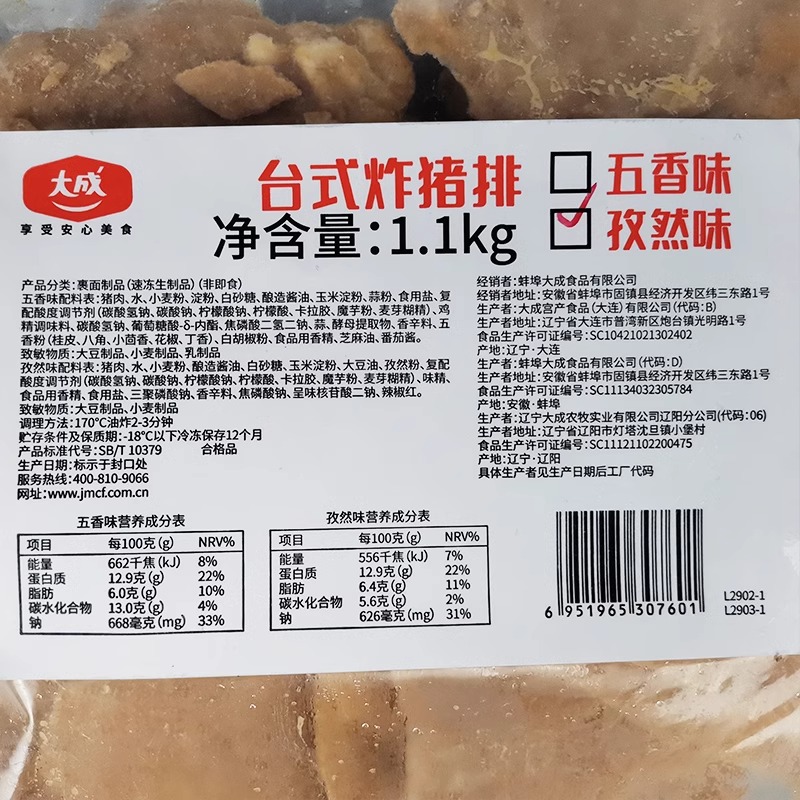 大成
享受安心美食
台式炸猪排
净含量:1.1kg
五香味
孜然味
产品分类:裹面制品(速冻生制品)(非即食)
五香味配料表:猪肉、水、小麦粉、淀粉、白砂糖、酿造酱油、玉米淀粉、蒜粉、食用盐、复
配酸度调节剂(碳酸氢钠、碳酸钠、柠檬酸钠、柠檬酸、卡拉胶、魔芋粉、麦芽糊精)、鸡
精调味料、碳酸氢钠、葡萄糖酸-δ-内酯、焦磷酸二氢二钠、蒜、酵母提取物、香辛料、五
香粉(桂皮、八角、小茴香、花椒、丁香)、白胡椒粉、食品用香精、芝麻油、番茄酱。
致敏物质:大豆制品、小麦制品、乳制品
孜然味配料表:猪肉、水、小麦粉、酿造酱油、白砂糖、玉米淀粉、大豆油、孜然粉、复配
酸度调节剂(碳酸氢钠、碳酸钠、柠檬酸钠、柠檬酸、卡拉胶、魔芋粉、麦芽糊精)、味精、
食品用香精、食用盐、三聚磷酸钠、香辛料、焦磷酸钠、呈味核苷酸二钠、辣椒红。
致敏物质:大豆制品、小麦制品
调理方法:170℃油炸2-3分钟
贮存条件及保质期:-18℃以下冷冻保存12个月
产品标准代号:SB/T 10379 合格品
生产日期:标示于封口处
服务热线:400-810-9066
网址:www.jmcf.com.cn
经销者:蚌埠大成食品有限公司
经销者地址:安徽省蚌埠市固镇县经济开发区纬三东路1号
生产者:大成宫产食品(大连)有限公司(代码:B)
生产者地址:辽宁省大连市普湾新区炮台镇光明路1号
食品生产许可证编号:SC10421021302402
产地:辽宁·大连
生产者:蚌埠大成食品有限公司(代码:D)
生产者地址:安徽省蚌埠市固镇县经济开发区纬三东路1号
食品生产许可证编号:SC11134032305784
产地:安徽·蚌埠
生产者:辽宁大成农牧实业有限公司辽阳分公司(代码:06)
生产者地址:辽宁省辽阳市灯塔沈旦镇小堡村
食品生产许可证编号:SC11121102200475
产地:辽宁·辽阳
具体生产者见生产日期后工厂代码
五香味营养成分表
项目 每100克(g) NRV%
能量 662千焦(kJ) 8%
蛋白质 12.9克(g) 22%
脂肪 6.0克(g) 10%
碳水化合物 13.0克(g) 4%
钠 668毫克(mg) 33%
孜然味营养成分表
项目 每100克(g) NRV%
能量 556千焦(kJ) 7%
蛋白质 12.9克(g) 22%
脂肪 6.4克(g) 11%
碳水化合物 5.6克(g) 2%
钠 626毫克(mg) 31%
6 951965 307601
L2902-1
L2903-1